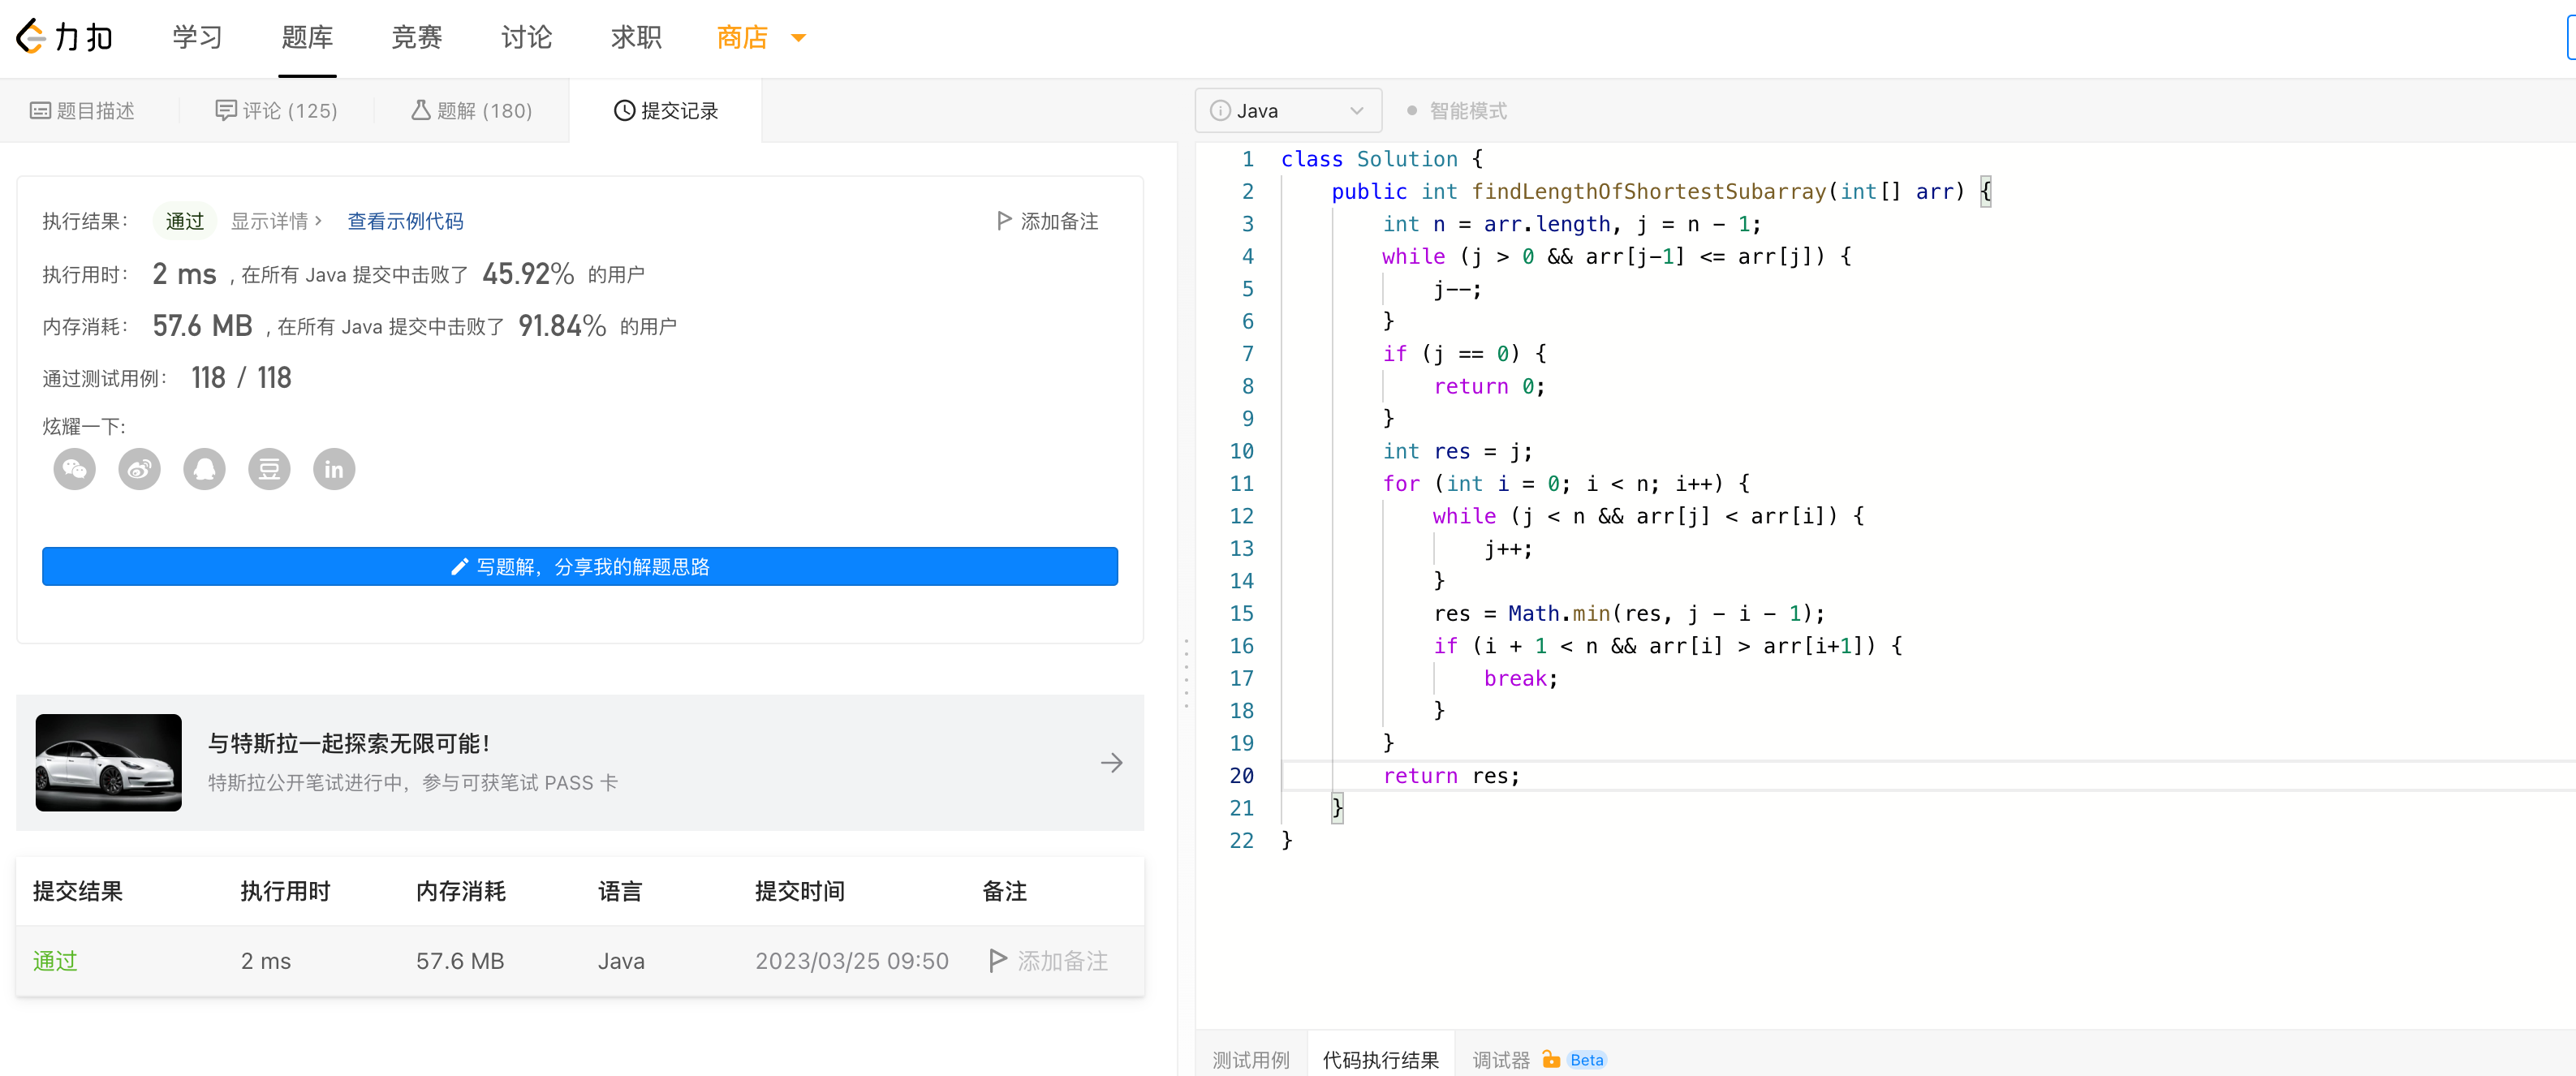 力扣 学习 题库 竞赛 讨论 求职 商店
题目描述 评论 (125) 题解 (180) 提交记录
执行结果： 通过 显示详情 > 查看示例代码 添加备注
执行用时： 2 ms , 在所有 Java 提交中击败了 45.92% 的用户
内存消耗： 57.6 MB , 在所有 Java 提交中击败了 91.84% 的用户
通过测试用例： 118 / 118
炫耀一下:
豆 in
写题解，分享我的解题思路
与特斯拉一起探索无限可能！
特斯拉公开笔试进行中，参与可获笔试 PASS 卡
提交结果 执行用时 内存消耗 语言 提交时间 备注
通过 2 ms 57.6 MB Java 2023/03/25 09:50 添加备注
Java 智能模式
1 class Solution {
2 public int findLengthOfShortestSubarray(int[] arr) {
3 int n = arr.length, j = n - 1;
4 while (j > 0 && arr[j-1] <= arr[j]) {
5 j--;
6 }
7 if (j == 0) {
8 return 0;
9 }
10 int res = j;
11 for (int i = 0; i < n; i++) {
12 while (j < n && arr[j] < arr[i]) {
13 j++;
14 }
15 res = Math.min(res, j - i - 1);
16 if (i + 1 < n && arr[i] > arr[i+1]) {
17 break;
18 }
19 }
20 return res;
21 }
22 }
测试用例 代码执行结果 调试器 Beta